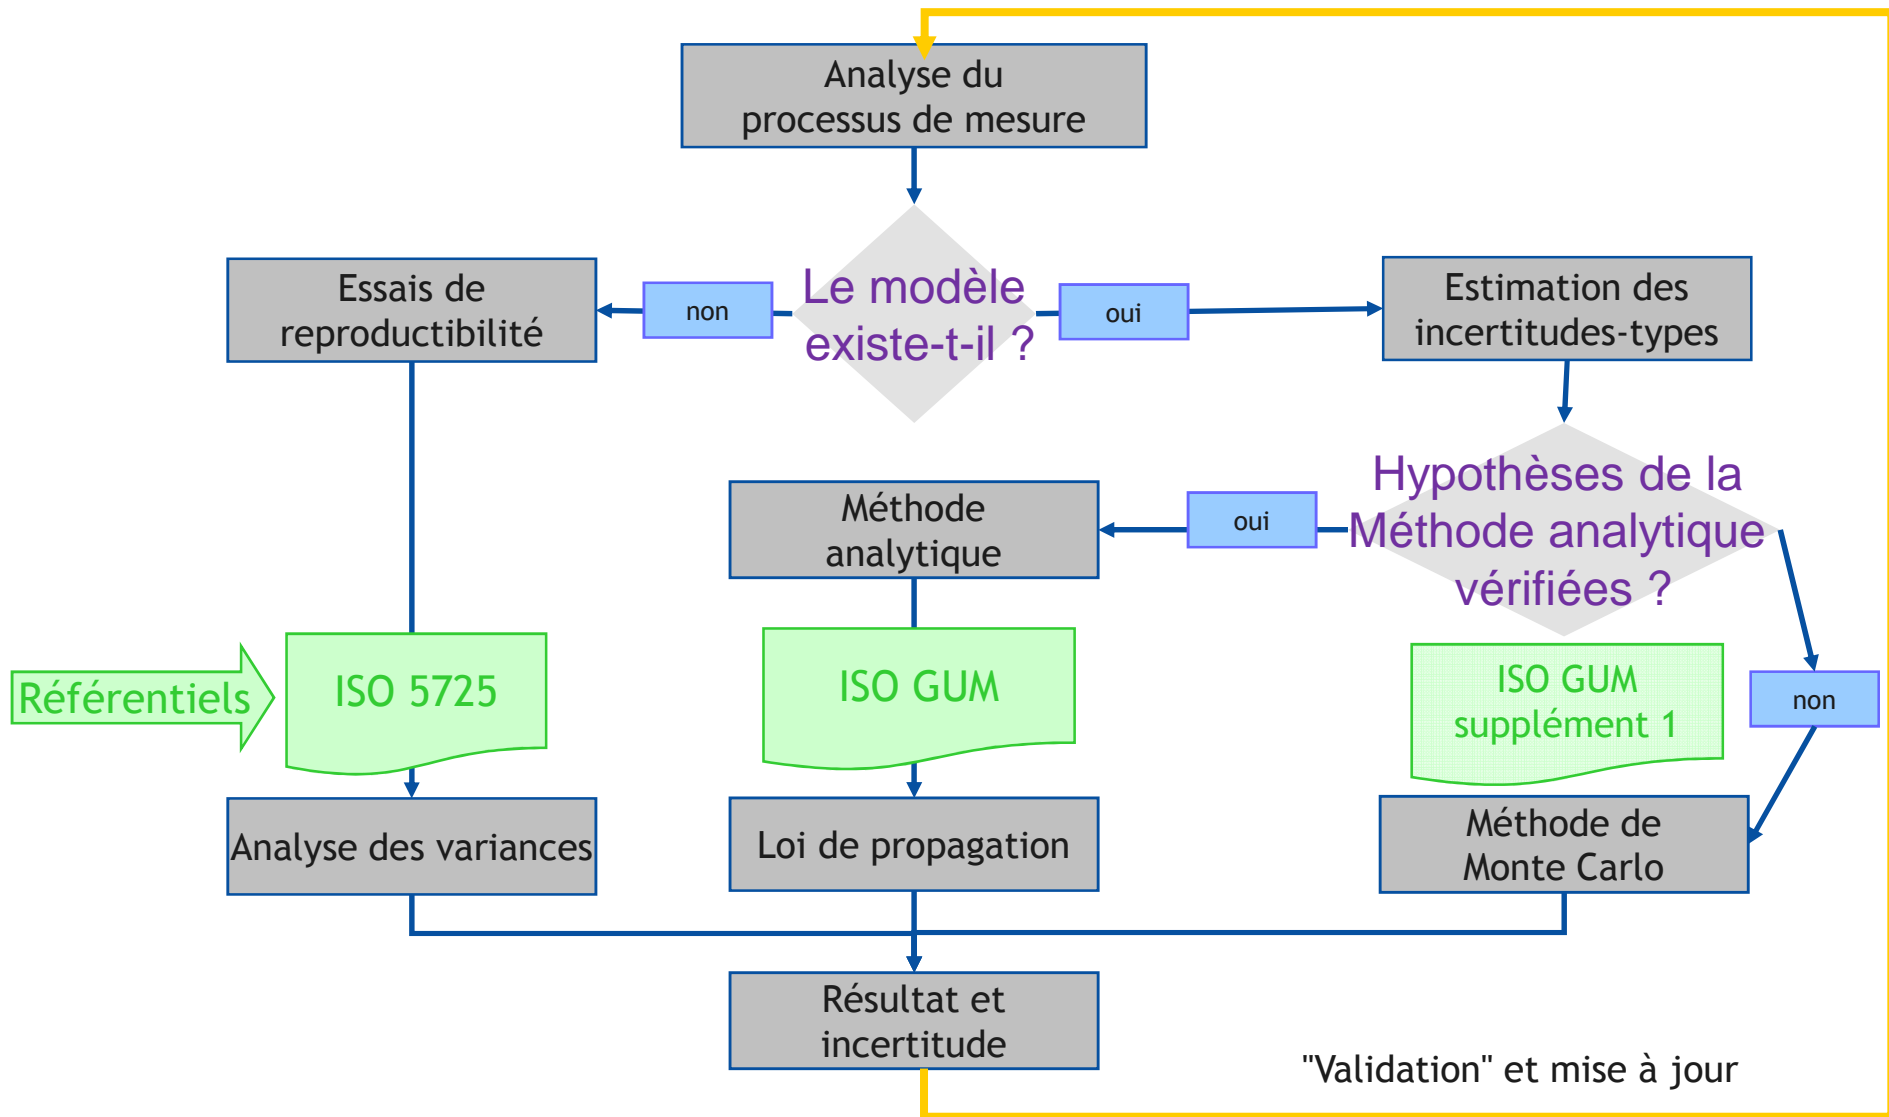 Analyse du
processus de mesure
Essais de
reproductibilité
non
Le modèle
existe-t-il ?
oui
Estimation des
incertitudes-types
Méthode
analytique
oui
Hypothèses de la
Méthode analytique
vérifiées ?
Référentiels
ISO 5725
ISO GUM
ISO GUM
supplément 1
non
Analyse des variances
Loi de propagation
Méthode de
Monte Carlo
Résultat et
incertitude
"Validation" et mise à jour